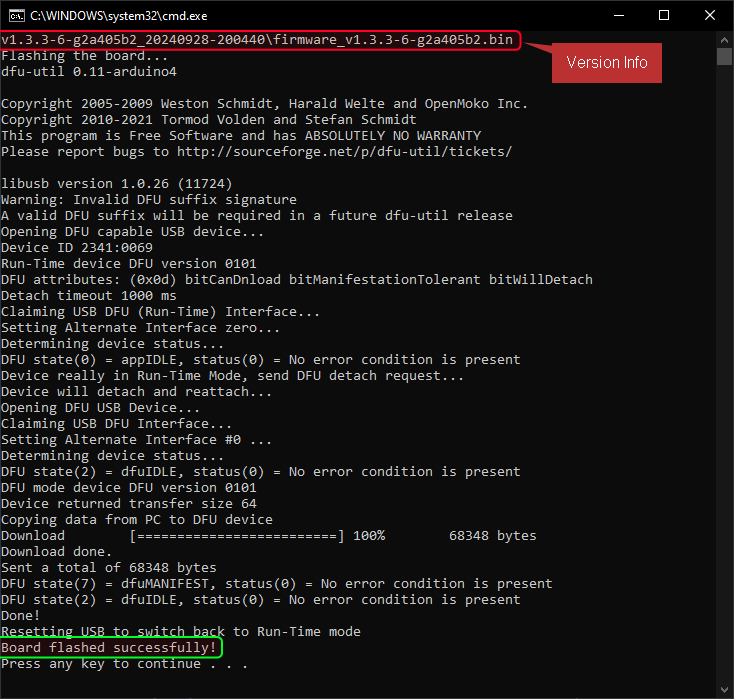 C:\WINDOWS\system32\cmd.exe
v1.3.3-6-g2a405b2_20240928-200440\firmware_v1.3.3-6-g2a405b2.bin
Version Info
Flashing the board...
dfu-util 0.11-arduino4
Copyright 2005-2009 Weston Schmidt, Harald Welte and OpenMoko Inc.
Copyright 2010-2021 Tormod Volden and Stefan Schmidt
This program is Free Software and has ABSOLUTELY NO WARRANTY
Please report bugs to http://sourceforge.net/p/dfu-util/tickets/
libusb version 1.0.26 (11724)
Warning: Invalid DFU suffix signature
A valid DFU suffix will be required in a future dfu-util release
Opening DFU capable USB device...
Device ID 2341:0069
Run-Time device DFU version 0101
DFU attributes: (0x0d) bitCanDnload bitManifestationTolerant bitWillDetach
Detach timeout 1000 ms
Claiming USB DFU (Run-Time) Interface...
Setting Alternate Interface zero...
Determining device status...
DFU state(0) = appIDLE, status(0) = No error condition is present
Device really in Run-Time Mode, send DFU detach request...
Device will detach and reattach...
Opening DFU USB Device...
Claiming USB DFU Interface...
Setting Alternate Interface #0 ...
Determining device status...
DFU state(2) = dfuIDLE, status(0) = No error condition is present
DFU mode device DFU version 0101
Device returned transfer size 64
Copying data from PC to DFU device
Download        [=========================] 100%        68348 bytes
Download done.
Sent a total of 68348 bytes
DFU state(7) = dfuMANIFEST, status(0) = No error condition is present
DFU state(2) = dfuIDLE, status(0) = No error condition is present
Done!
Resetting USB to switch back to Run-Time mode
Board flashed successfully!
Press any key to continue . . .